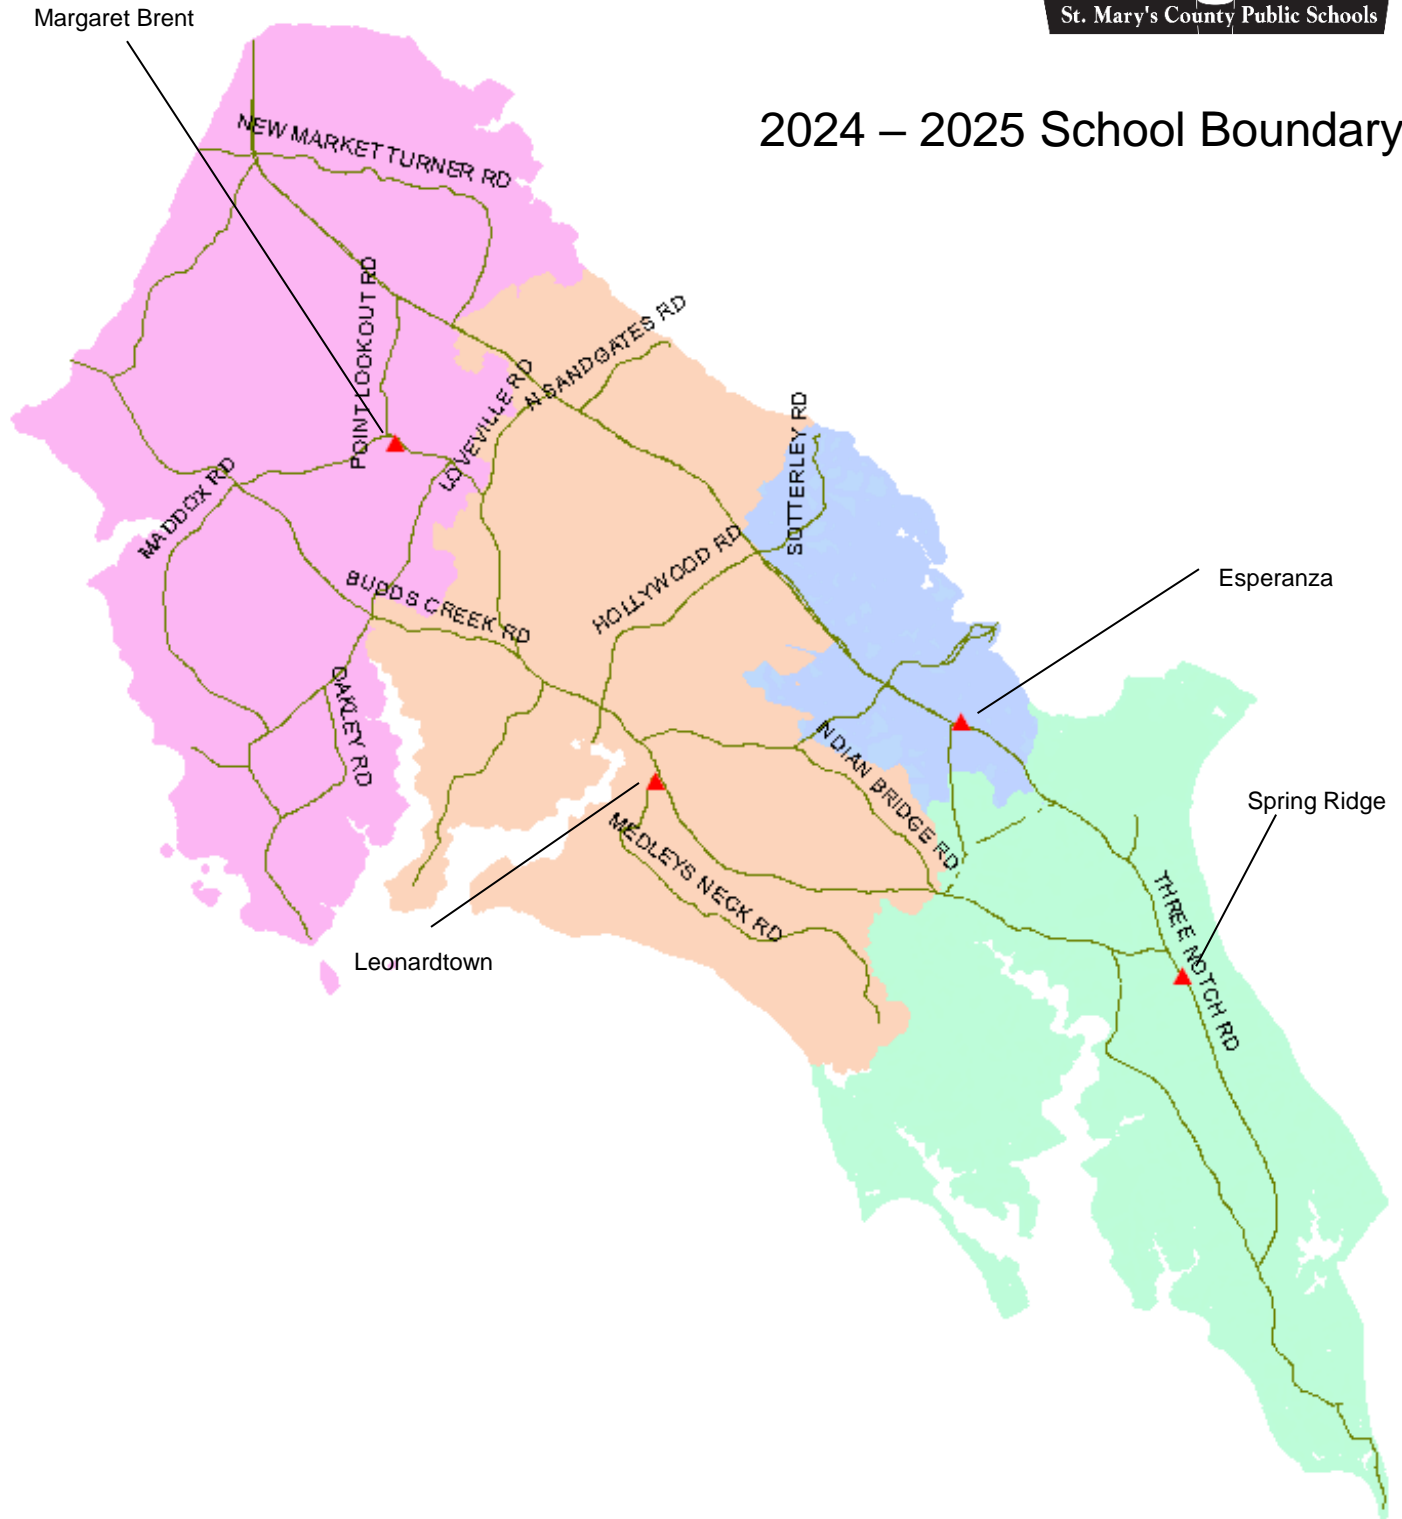 Margaret Brent
St. Mary's County Public Schools
2024 – 2025 School Boundary
NEW MARKET TURNER RD
POINT LOOKOUT RD
N SANDGATES RD
LOVEVILLE RD
SOTTERLEY RD
MADDOX RD
HOLLYWOOD RD
BUDDS CREEK RD
Esperanza
OAKLEY RD
INDIAN BRIDGE RD
Spring Ridge
MEDLEYS NECK RD
THREE NOTCH RD
Leonardtown